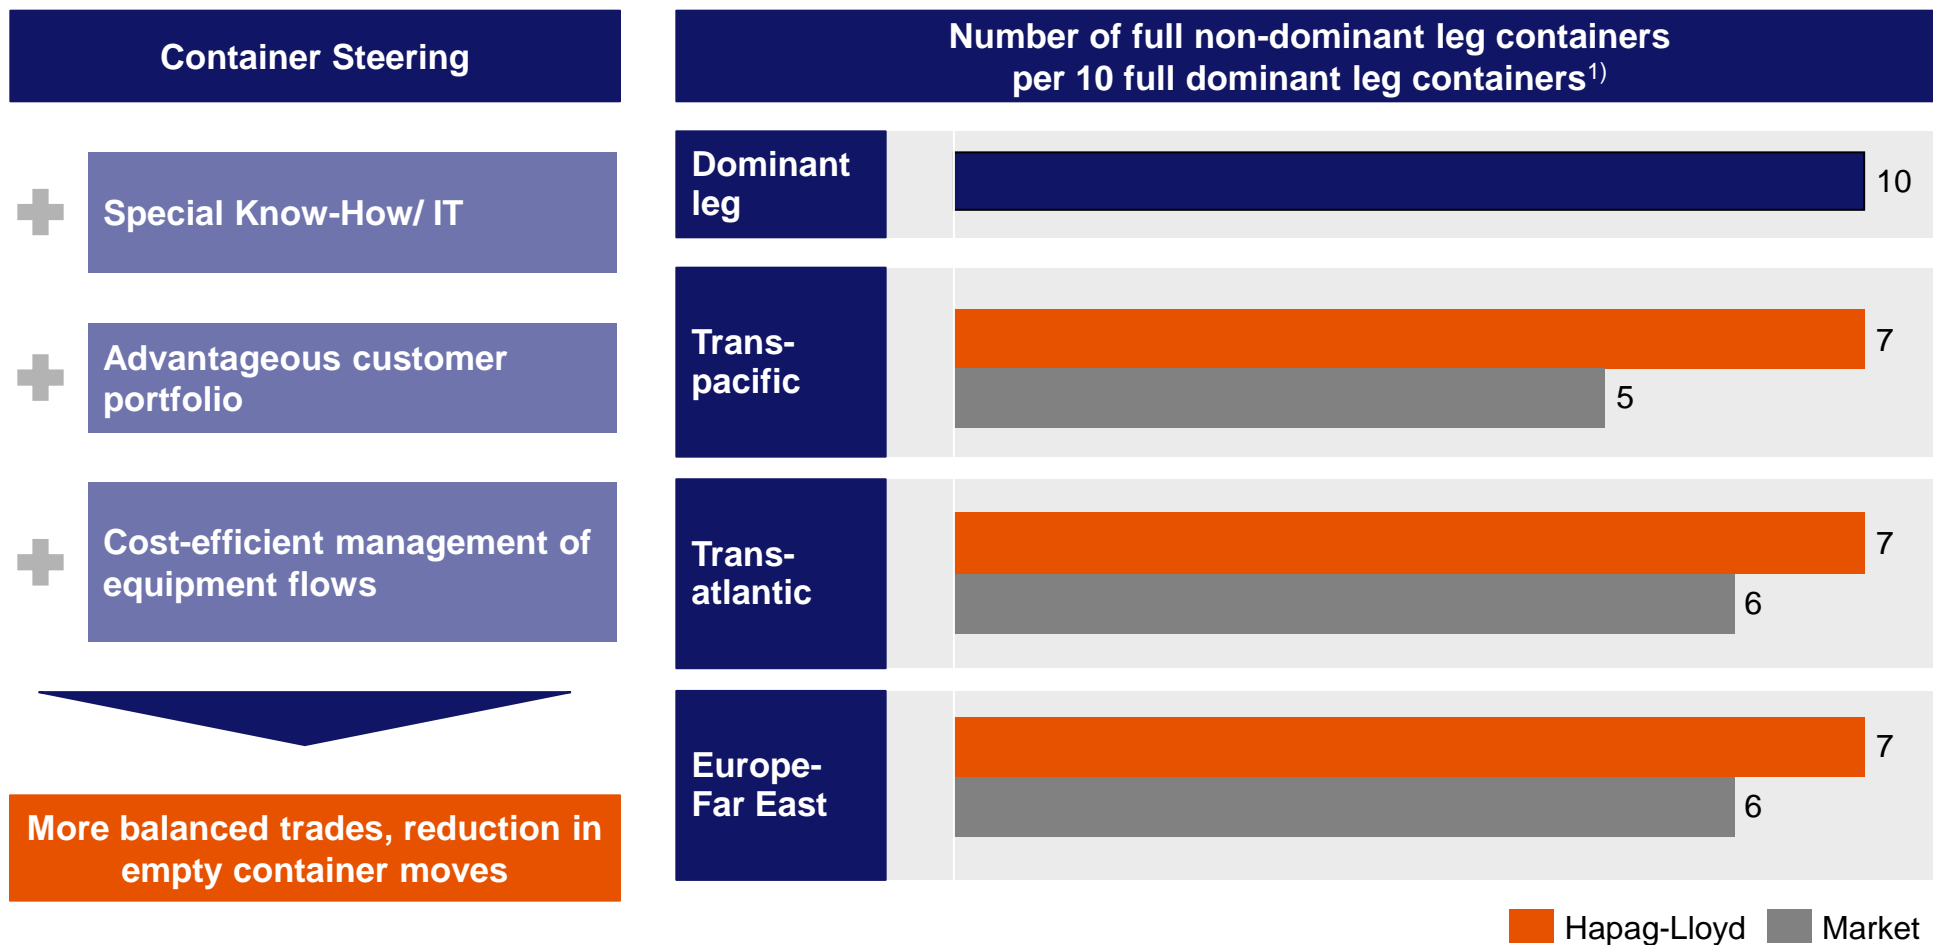 Container Steering
Special Know-How/ IT
Advantageous customer
portfolio
Cost-efficient management of
equipment flows
More balanced trades, reduction in
empty container moves
Number of full non-dominant leg containers
per 10 full dominant leg containers1)
Dominant
leg
10
Trans-
pacific
7
5
Trans-
atlantic
7
6
Europe-
Far East
7
6
Hapag-Lloyd
Market